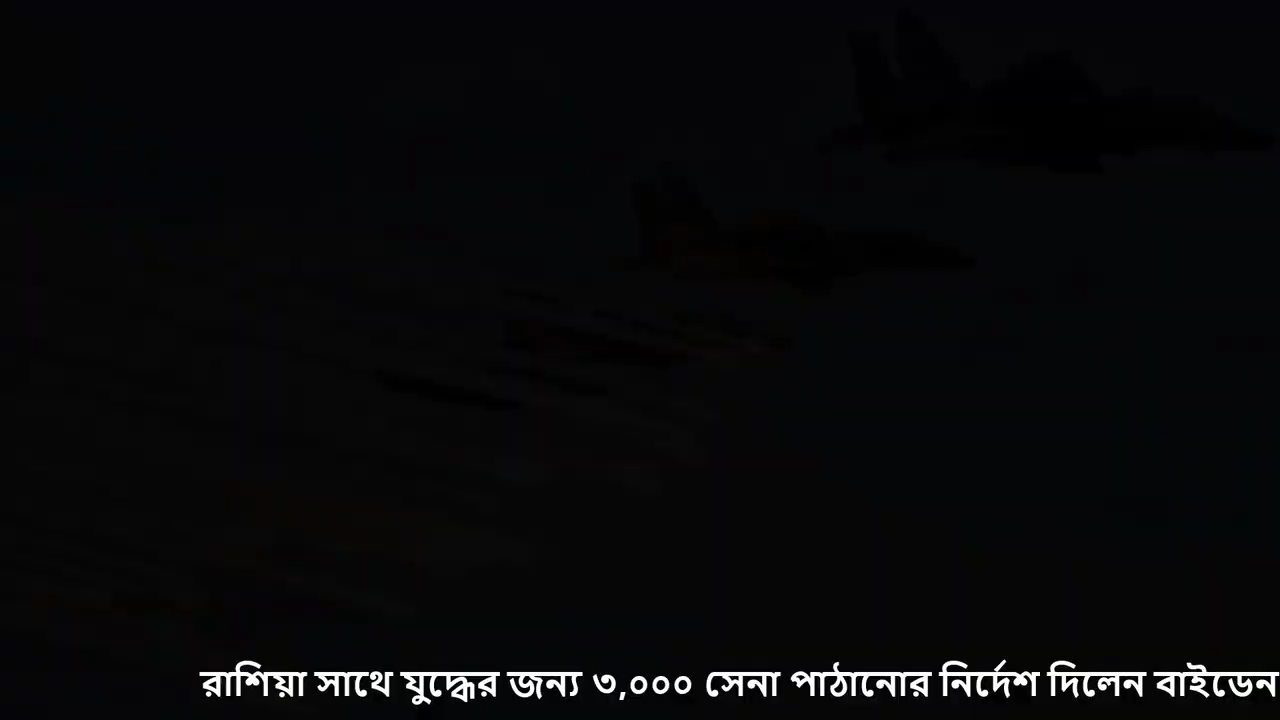 রাশিয়া সাথে যুদ্ধের জন্য ৩,০০০ সেনা পাঠানোর নির্দেশ দিলেন বাইডেন